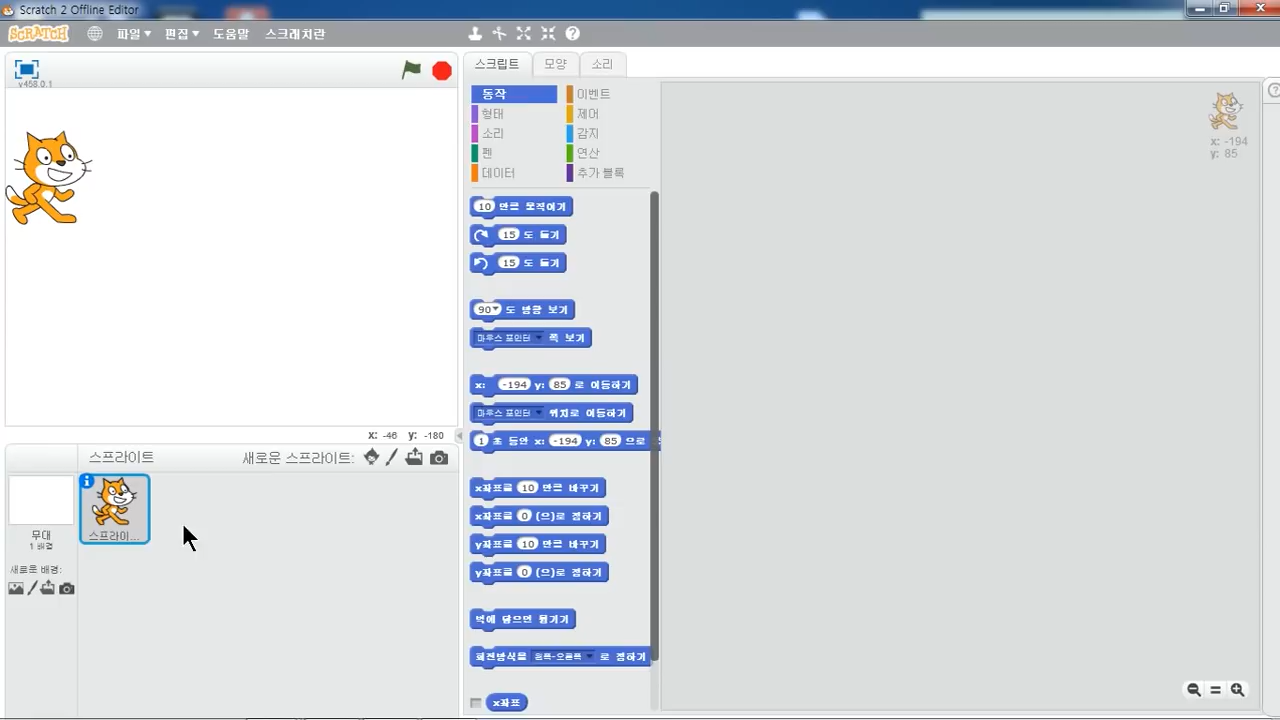 Scratch 2 Offline Editor
SCRATCH 파일 편집 도움말 스크래치란
v458.0.1
스크립트 모양 소리
동작 이벤트
형태 제어
소리 감지
펜 연산
데이터 추가 블록
x: -194
y: 85
10 만큼 움직이기
15 도 돌기
15 도 돌기
90 도 방향 보기
마우스 포인터 쪽 보기
x: -194 y: 85 로 이동하기
마우스 포인터 위치로 이동하기
1 초 동안 x: -194 y: 85 으로
x좌표를 10 만큼 바꾸기
x좌표를 0 (으)로 정하기
y좌표를 10 만큼 바꾸기
y좌표를 0 (으)로 정하기
벽에 닿으면 튕기기
회전방식을 왼쪽-오른쪽 로 정하기
x좌표
x: -46 y: -180
스프라이트 새로운 스프라이트:
스프라이...
무대
1 배경
새로운 배경: